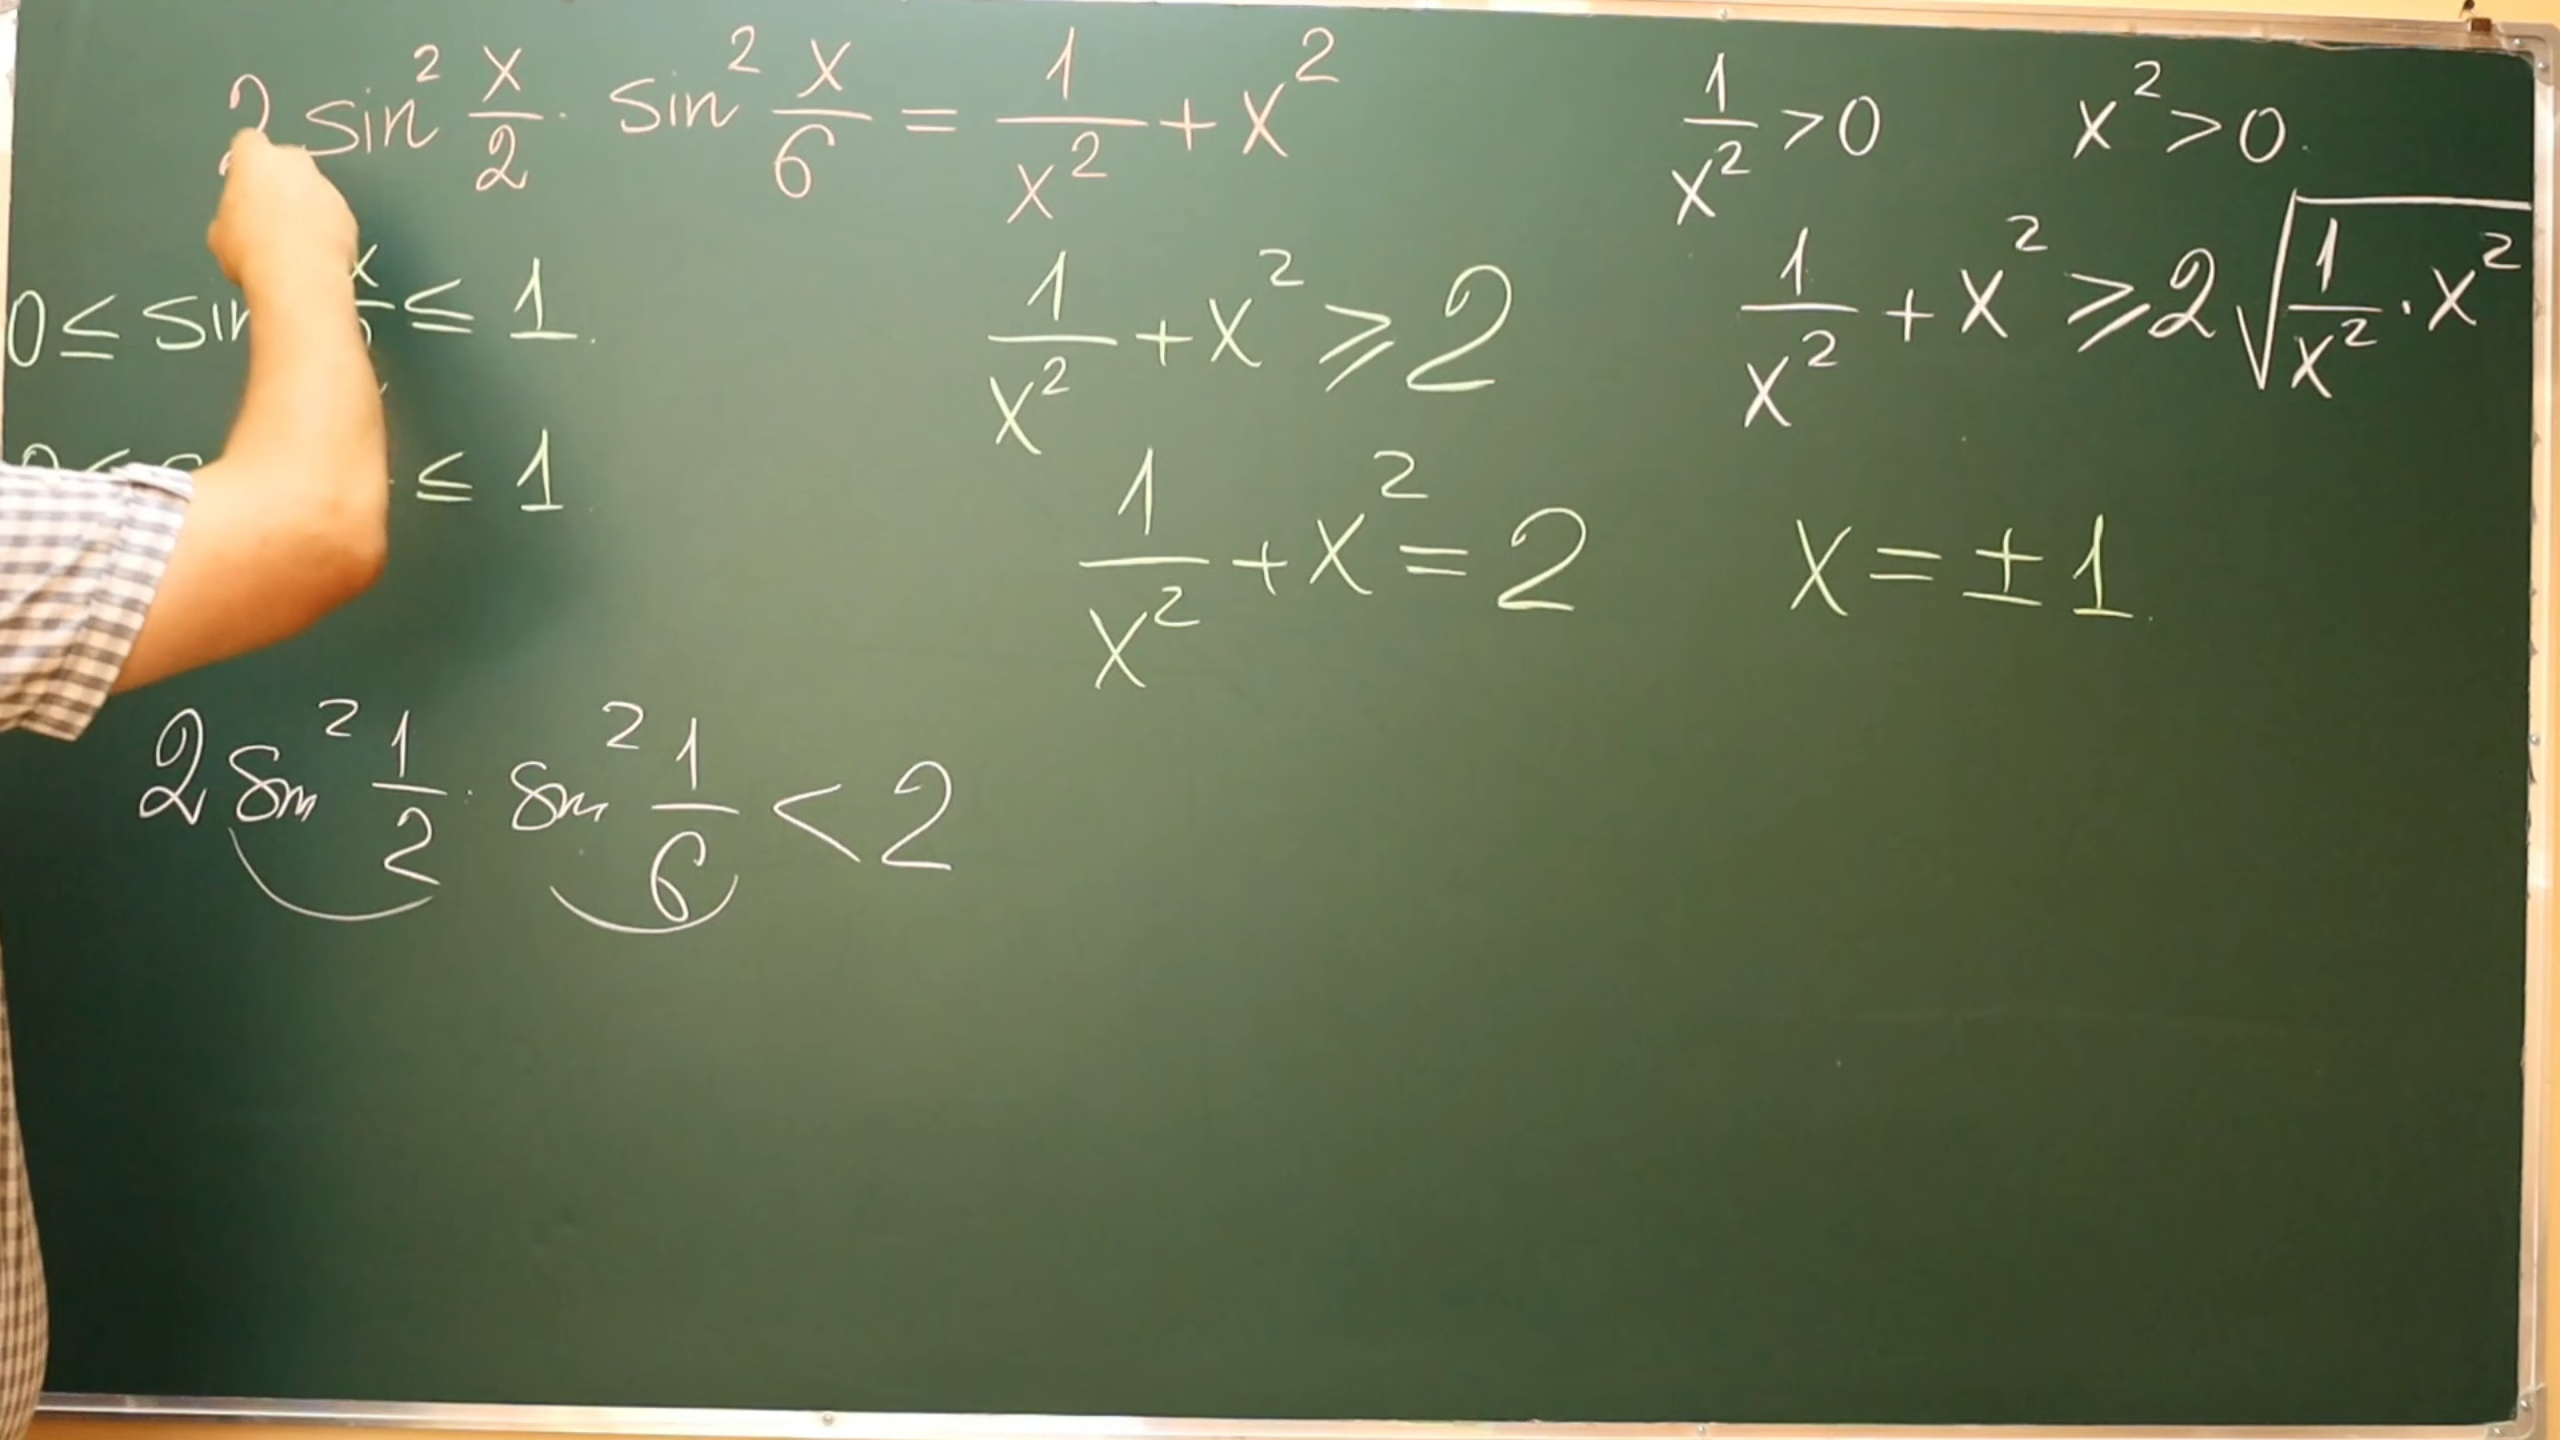 2 sin² x/2 · sin² x/6 = 1/x² + x²
1/x² > 0 x² > 0.
0 ≤ sin x ≤ 1.
1/x² + x² ⩾ 2
1/x² + x² ⩾ 2√(1/x² · x²)
≤ 1
1/x² + x² = 2 x = ± 1.
2 sin² 1/2 · sin² 1/6 < 2